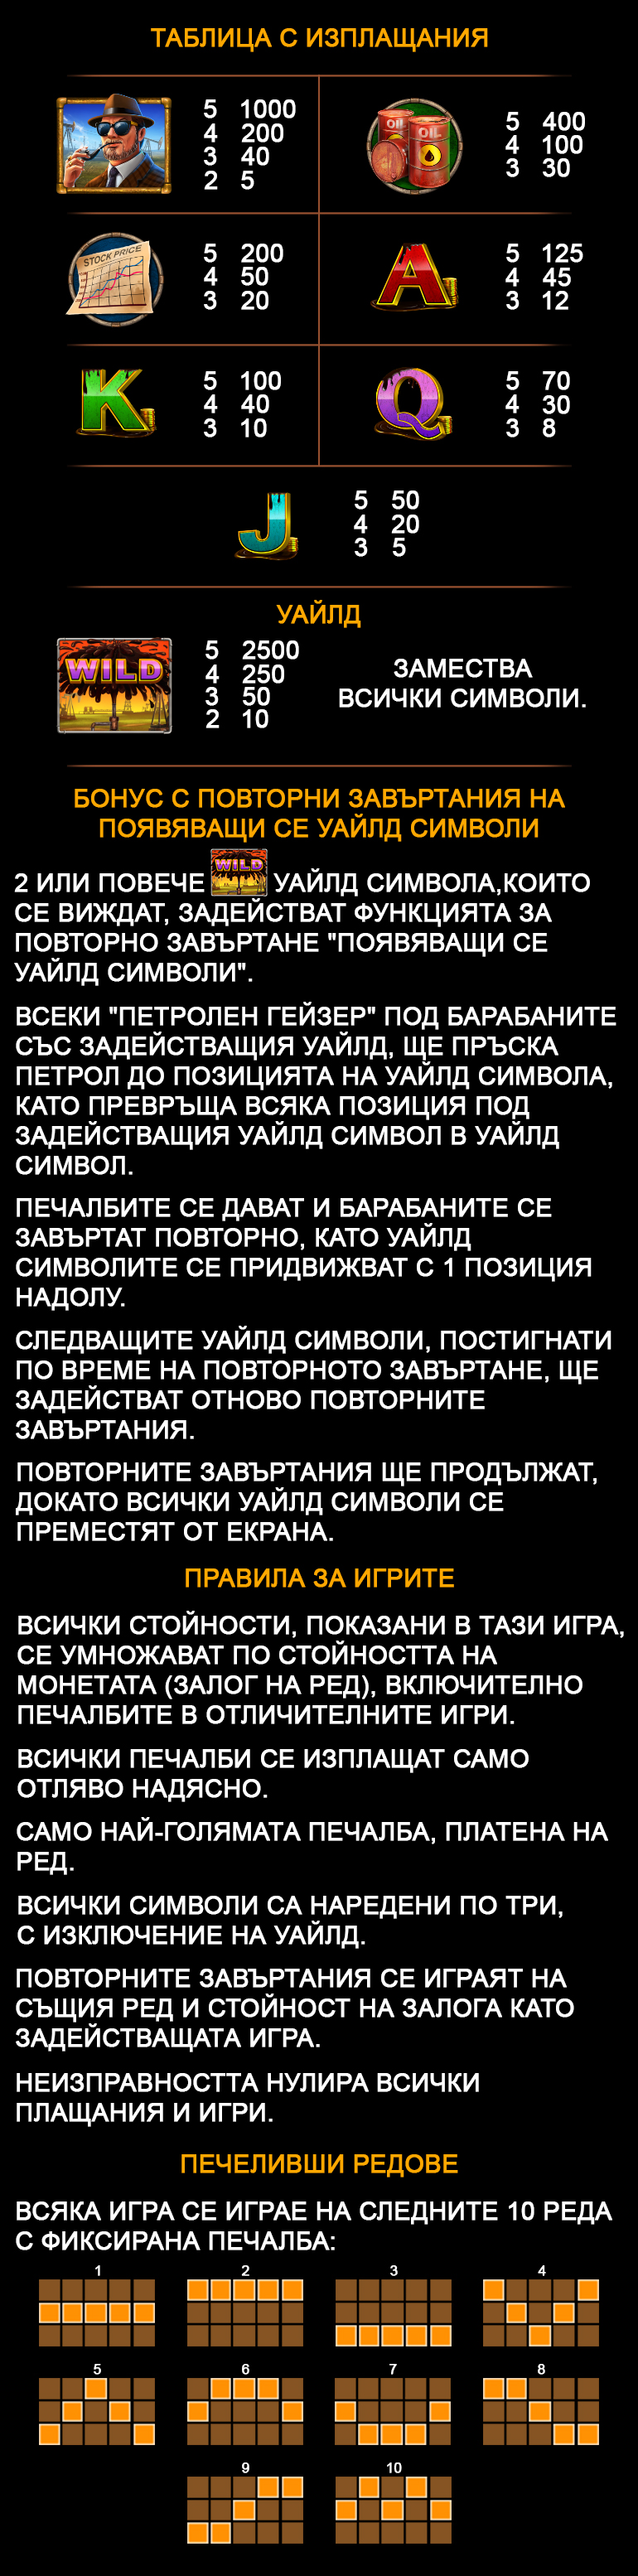 ТАБЛИЦА С ИЗПЛАЩАНИЯ
5 1000
4 200
3 40
2 5
OIL
OIL
5 400
4 100
3 30
STOCK PRICE
5 200
4 50
3 20
A
5 125
4 45
3 12
K
5 100
4 40
3 10
Q
5 70
4 30
3 8
J
5 50
4 20
3 5
УАЙЛД
WILD
5 2500
4 250
3 50
2 10
ЗАМЕСТВА
ВСИЧКИ СИМВОЛИ.
БОНУС С ПОВТОРНИ ЗАВЪРТАНИЯ НА
ПОЯВЯВАЩИ СЕ УАЙЛД СИМВОЛИ
2 ИЛИ ПОВЕЧЕ WILD УАЙЛД СИМВОЛА,КОИТО
СЕ ВИЖДАТ, ЗАДЕЙСТВАТ ФУНКЦИЯТА ЗА
ПОВТОРНО ЗАВЪРТАНЕ "ПОЯВЯВАЩИ СЕ
УАЙЛД СИМВОЛИ".
ВСЕКИ "ПЕТРОЛЕН ГЕЙЗЕР" ПОД БАРАБАНИТЕ
СЪС ЗАДЕЙСТВАЩИЯ УАЙЛД, ЩЕ ПРЪСКА
ПЕТРОЛ ДО ПОЗИЦИЯТА НА УАЙЛД СИМВОЛА,
КАТО ПРЕВРЪЩА ВСЯКА ПОЗИЦИЯ ПОД
ЗАДЕЙСТВАЩИЯ УАЙЛД СИМВОЛ В УАЙЛД
СИМВОЛ.
ПЕЧАЛБИТЕ СЕ ДАВАТ И БАРАБАНИТЕ СЕ
ЗАВЪРТАТ ПОВТОРНО, КАТО УАЙЛД
СИМВОЛИТЕ СЕ ПРИДВИЖВАТ С 1 ПОЗИЦИЯ
НАДОЛУ.
СЛЕДВАЩИТЕ УАЙЛД СИМВОЛИ, ПОСТИГНАТИ
ПО ВРЕМЕ НА ПОВТОРНОТО ЗАВЪРТАНЕ, ЩЕ
ЗАДЕЙСТВАТ ОТНОВО ПОВТОРНИТЕ
ЗАВЪРТАНИЯ.
ПОВТОРНИТЕ ЗАВЪРТАНИЯ ЩЕ ПРОДЪЛЖАТ,
ДОКАТО ВСИЧКИ УАЙЛД СИМВОЛИ СЕ
ПРЕМЕСТЯТ ОТ ЕКРАНА.
ПРАВИЛА ЗА ИГРИТЕ
ВСИЧКИ СТОЙНОСТИ, ПОКАЗАНИ В ТАЗИ ИГРА,
СЕ УМНОЖАВАТ ПО СТОЙНОСТТА НА
МОНЕТАТА (ЗАЛОГ НА РЕД), ВКЛЮЧИТЕЛНО
ПЕЧАЛБИТЕ В ОТЛИЧИТЕЛНИТЕ ИГРИ.
ВСИЧКИ ПЕЧАЛБИ СЕ ИЗПЛАЩАТ САМО
ОТЛЯВО НАДЯСНО.
САМО НАЙ-ГОЛЯМАТА ПЕЧАЛБА, ПЛАТЕНА НА
РЕД.
ВСИЧКИ СИМВОЛИ СА НАРЕДЕНИ ПО ТРИ,
С ИЗКЛЮЧЕНИЕ НА УАЙЛД.
ПОВТОРНИТЕ ЗАВЪРТАНИЯ СЕ ИГРАЯТ НА
СЪЩИЯ РЕД И СТОЙНОСТ НА ЗАЛОГА КАТО
ЗАДЕЙСТВАЩАТА ИГРА.
НЕИЗПРАВНОСТТА НУЛИРА ВСИЧКИ
ПЛАЩАНИЯ И ИГРИ.
ПЕЧЕЛИВШИ РЕДОВЕ
ВСЯКА ИГРА СЕ ИГРАЕ НА СЛЕДНИТЕ 10 РЕДА
С ФИКСИРАНА ПЕЧАЛБА:
1 2 3 4
5 6 7 8
9 10